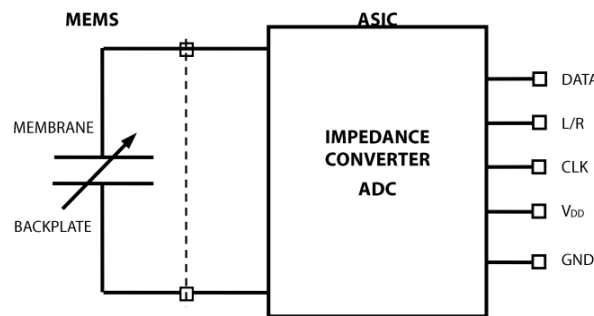 MEMS
ASIC
MEMBRANE
BACKPLATE
IMPEDANCE
CONVERTER
ADC
DATA
L/R
CLK
VDD
GND